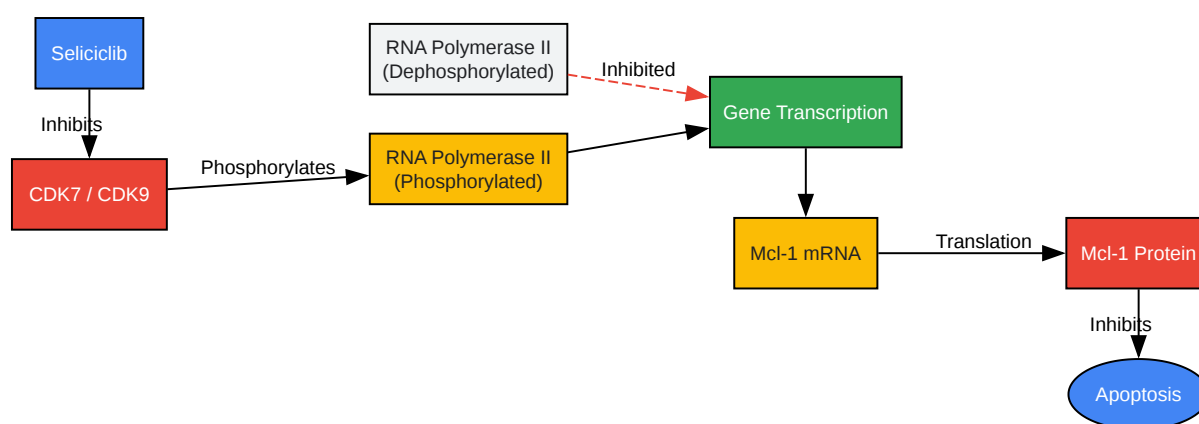 Seliciclib
Inhibits
CDK7 / CDK9
Phosphorylates
RNA Polymerase II
(Dephosphorylated)
Inhibited
RNA Polymerase II
(Phosphorylated)
Gene Transcription
Mcl-1 mRNA
Translation
Mcl-1 Protein
Inhibits
Apoptosis